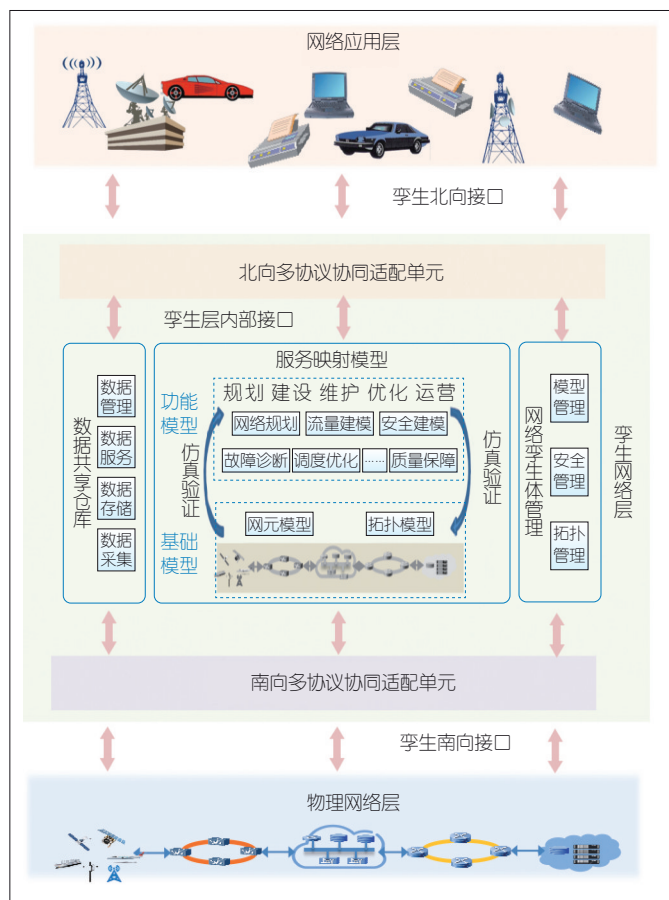 网络应用层
孪生北向接口
北向多协议协同适配单元
孪生层内部接口
数据共享仓库
数据
管理
数据
服务
数据
存储
数据
采集
服务映射模型
功能
模型
规划 建设 维护 优化 运营
网络规划 流量建模 安全建模
故障诊断 调度优化 …… 质量保障
仿真验证
仿真验证
基础
模型
网元模型 拓扑模型
网络孪生体管理
模型
管理
安全
管理
拓扑
管理
孪生网络层
南向多协议协同适配单元
孪生南向接口
物理网络层